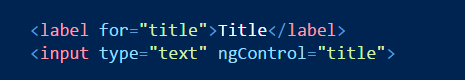 <label for="title">Title</label>
<input type="text" ngControl="title">